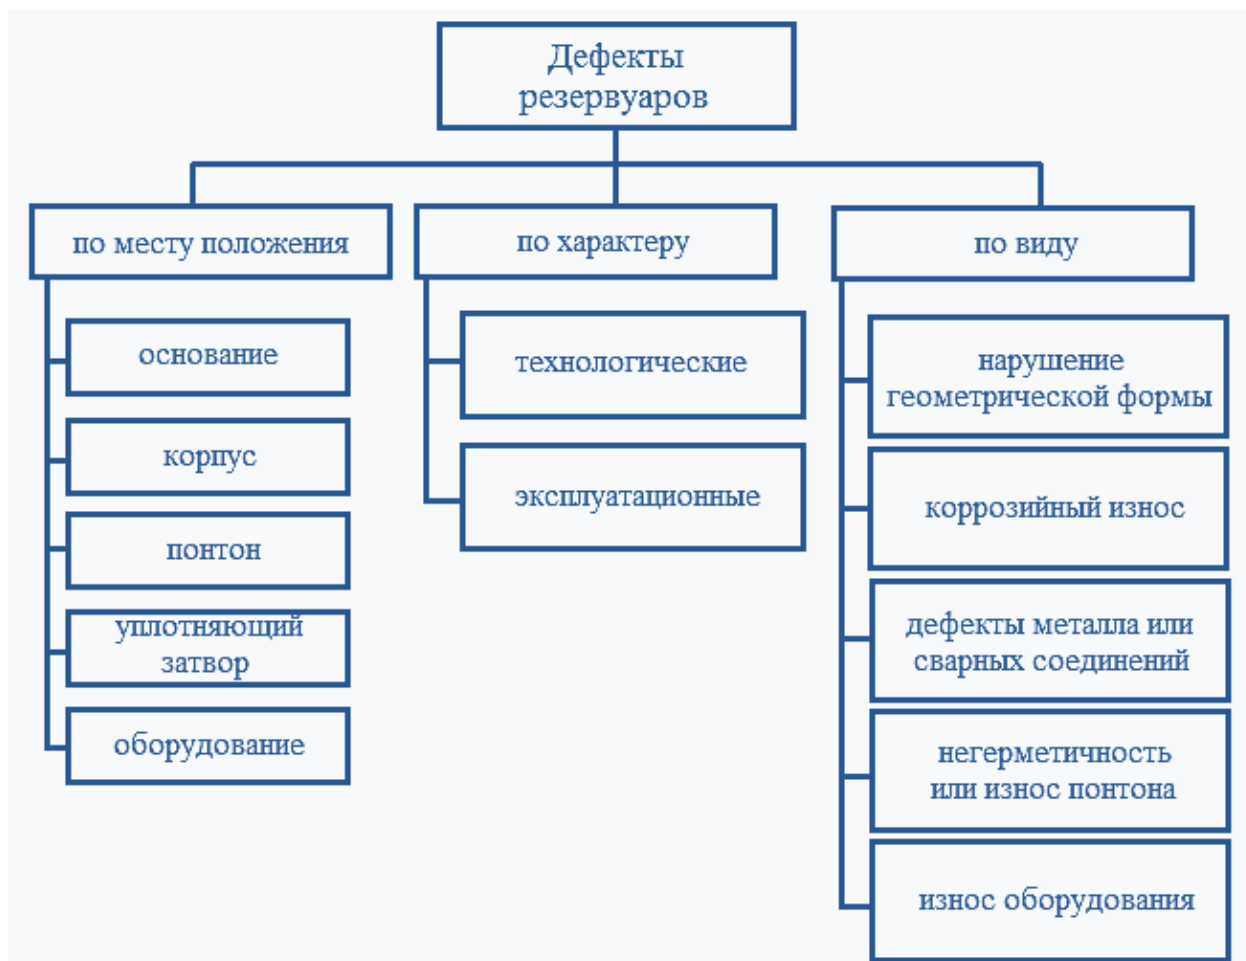 Дефекты
резервуаров
по месту положения
основание
корпус
понтон
уплотняющий
затвор
оборудование
по характеру
технологические
эксплуатационные
по виду
нарушение
геометрической формы
коррозийный износ
дефекты металла или
сварных соединений
негерметичность
или износ понтона
износ оборудования